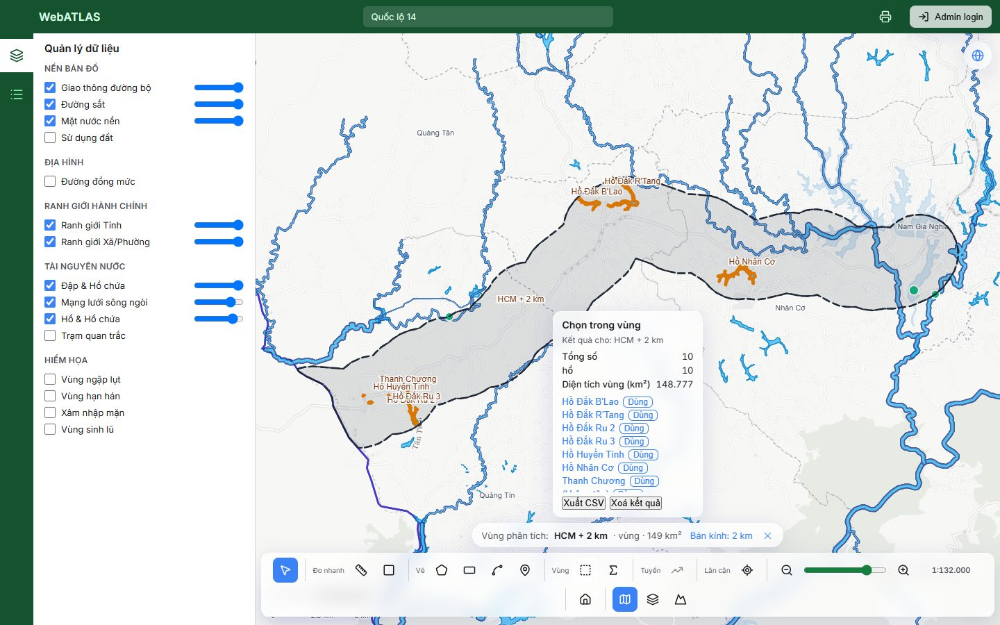 WebATLAS
Quốc lộ 14
Admin login
Quản lý dữ liệu
NỀN BẢN ĐỒ
Giao thông đường bộ
Đường sắt
Mặt nước nền
Sử dụng đất
ĐỊA HÌNH
Đường đồng mức
RANH GIỚI HÀNH CHÍNH
Ranh giới Tỉnh
Ranh giới Xã/Phường
TÀI NGUYÊN NƯỚC
Đập & Hồ chứa
Mạng lưới sông ngòi
Hồ & Hồ chứa
Trạm quan trắc
HIỂM HỌA
Vùng ngập lụt
Vùng hạn hán
Xâm nhập mặn
Vùng sinh lũ
Quảng Tân
Hồ Đắk R'Tang
Hồ Đắk B'Lao
Nam Gia Nghĩa
Hồ Nhân Cơ
HCM + 2 km
Nhân Cơ
Thanh Chương
Hồ Huyền Tinh
Hồ Đắk Ru 3
Hồ Đắk Ru 2
Quảng Tín
Chọn trong vùng
Kết quả cho: HCM + 2 km
Tổng số 10
hồ 10
Diện tích vùng (km²) 148.777
Hồ Đắk B'Lao Dùng
Hồ Đắk R'Tang Dùng
Hồ Đắk Ru 2 Dùng
Hồ Đắk Ru 3 Dùng
Hồ Huyền Tinh Dùng
Hồ Nhân Cơ Dùng
Thanh Chương Dùng
Xuất CSV Xoá kết quả
Vùng phân tích: HCM + 2 km · vùng · 149 km² Bán kính: 2 km
Đo nhanh Vẽ Vùng Tuyến Lân cận 1:132.000